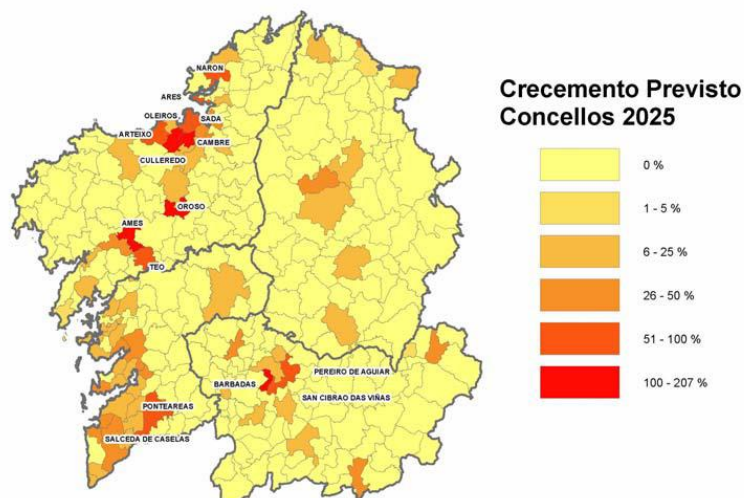 NARON
ARES
OLEIROS
SADA
ARTEIXO
CAMBRE
CULLEREDO
OROSO
AMES
TEO
PEREIRO DE AGUIAR
BARBADAS
SAN CIBRAO DAS VIÑAS
PONTEAREAS
SALCEDA DE CASELAS
Crecemento Previsto
Concellos 2025
0 %
1 - 5 %
6 - 25 %
26 - 50 %
51 - 100 %
100 - 207 %